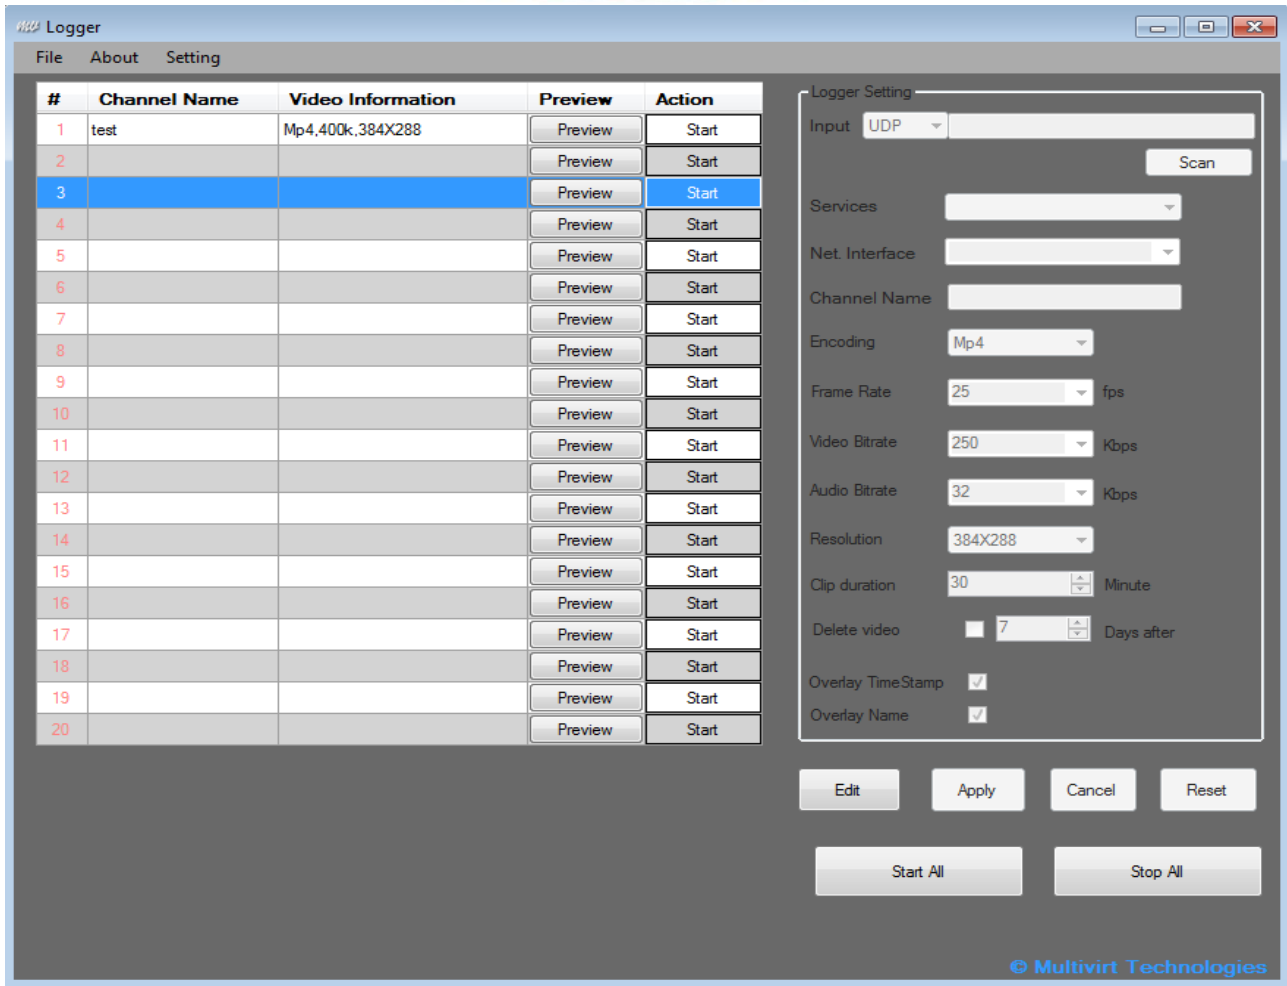 Logger
File About Setting
# Channel Name Video Information Preview Action
1 test Mp4,400k,384X288 Preview Start
2 Preview Start
3 Preview Start
4 Preview Start
5 Preview Start
6 Preview Start
7 Preview Start
8 Preview Start
9 Preview Start
10 Preview Start
11 Preview Start
12 Preview Start
13 Preview Start
14 Preview Start
15 Preview Start
16 Preview Start
17 Preview Start
18 Preview Start
19 Preview Start
20 Preview Start
Logger Setting
Input UDP
Scan
Services
Net. Interface
Channel Name
Encoding Mp4
Frame Rate 25 fps
Video Bitrate 250 Kbps
Audio Bitrate 32 Kbps
Resolution 384X288
Clip duration 30 Minute
Delete video 7 Days after
Overlay TimeStamp
Overlay Name
Edit Apply Cancel Reset
Start All Stop All
© Multivirt Technologies